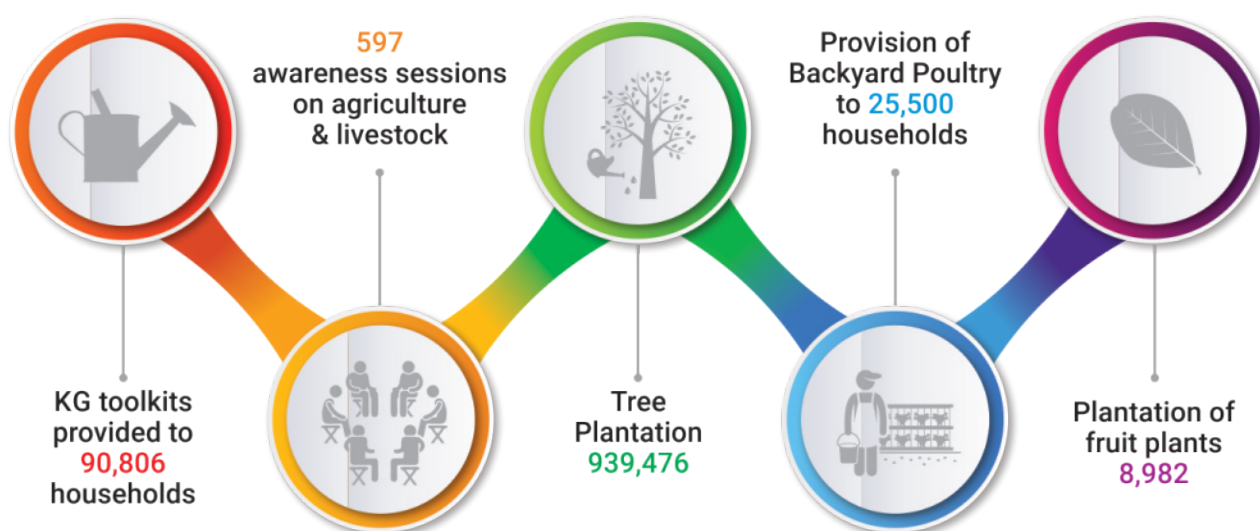 KG toolkits
provided to
90,806
households
597
awareness sessions
on agriculture
& livestock
Tree
Plantation
939,476
Provision of
Backyard Poultry
to 25,500
households
Plantation of
fruit plants
8,982